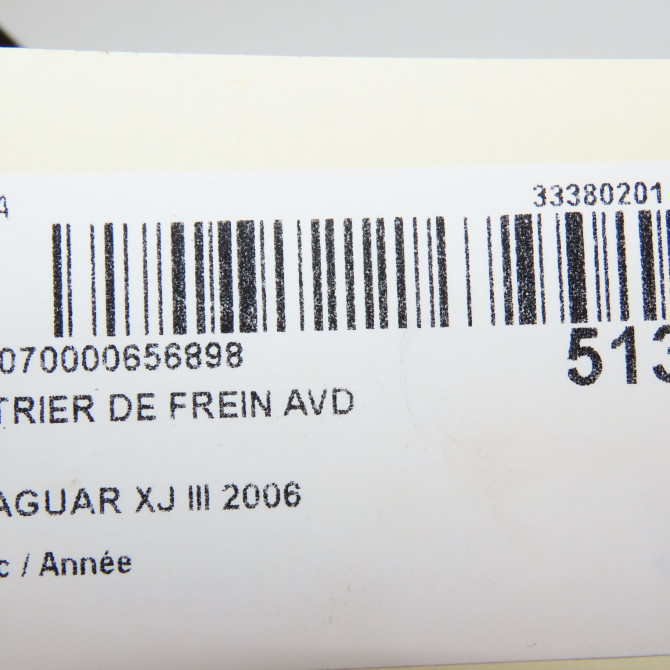 4 33380201
070000656898 513
TRIER DE FREIN AVD
AGUAR XJ III 2006
c / Année